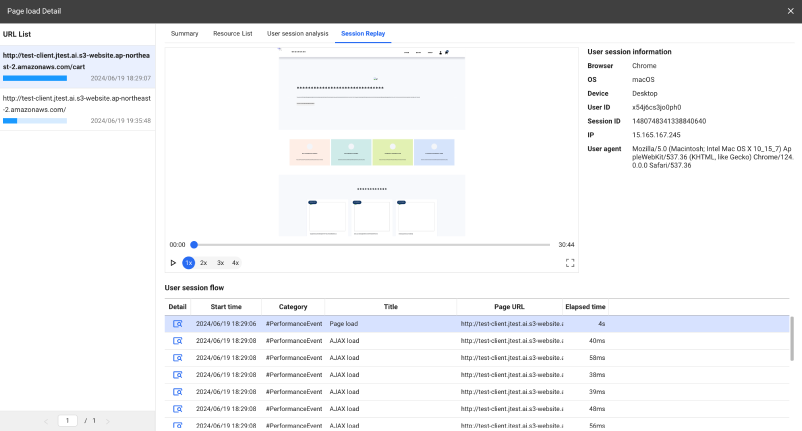 Page load Detail
URL List
http://test-client.jtest.ai.s3-website.ap-northea
st-2.amazonaws.com/cart
2024/06/19 18:29:07
http://test-client.jtest.ai.s3-website.ap-northeast
-2.amazonaws.com/
2024/06/19 19:35:48
< 1 / 1 >
Summary Resource List User session analysis Session Replay
00:00 30:44
1x 2x 3x 4x
User session information
Browser Chrome
OS macOS
Device Desktop
User ID x54j6cs3jo0ph0
Session ID 1480748341338840640
IP 15.165.167.245
User agent Mozilla/5.0 (Macintosh; Intel Mac OS X 10_15_7) Ap
pleWebKit/537.36 (KHTML, like Gecko) Chrome/124.
0.0.0 Safari/537.36
User session flow
Detail Start time Category Title Page URL Elapsed time
2024/06/19 18:29:06 #PerformanceEvent Page load http://test-client.jtest.ai.s3-website.a 4s
2024/06/19 18:29:08 #PerformanceEvent AJAX load http://test-client.jtest.ai.s3-website.a 40ms
2024/06/19 18:29:08 #PerformanceEvent AJAX load http://test-client.jtest.ai.s3-website.a 58ms
2024/06/19 18:29:08 #PerformanceEvent AJAX load http://test-client.jtest.ai.s3-website.a 38ms
2024/06/19 18:29:08 #PerformanceEvent AJAX load http://test-client.jtest.ai.s3-website.a 39ms
2024/06/19 18:29:08 #PerformanceEvent AJAX load http://test-client.jtest.ai.s3-website.a 48ms
2024/06/19 18:29:08 #PerformanceEvent AJAX load http://test-client.jtest.ai.s3-website.a 56ms